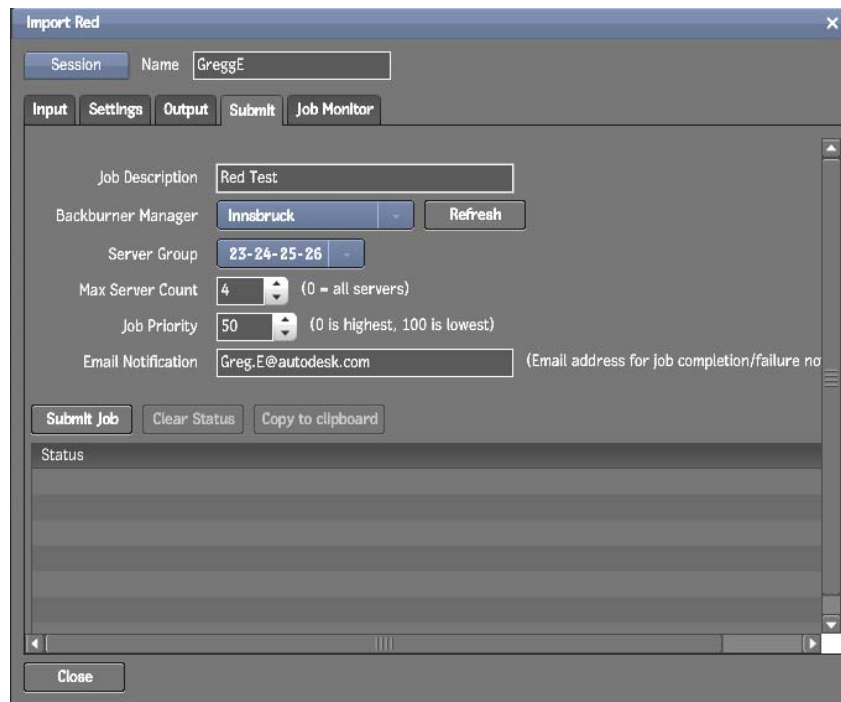 Import Red
Session Name GreggE
Input Settings Output Submit Job Monitor
Job Description Red Test
Backburner Manager Innsbruck Refresh
Server Group 23-24-25-26
Max Server Count 4 (0 = all servers)
Job Priority 50 (0 is highest, 100 is lowest)
Email Notification Greg.E@autodesk.com (Email address for job completion/failure no
Submit Job Clear Status Copy to clipboard
Status
Close